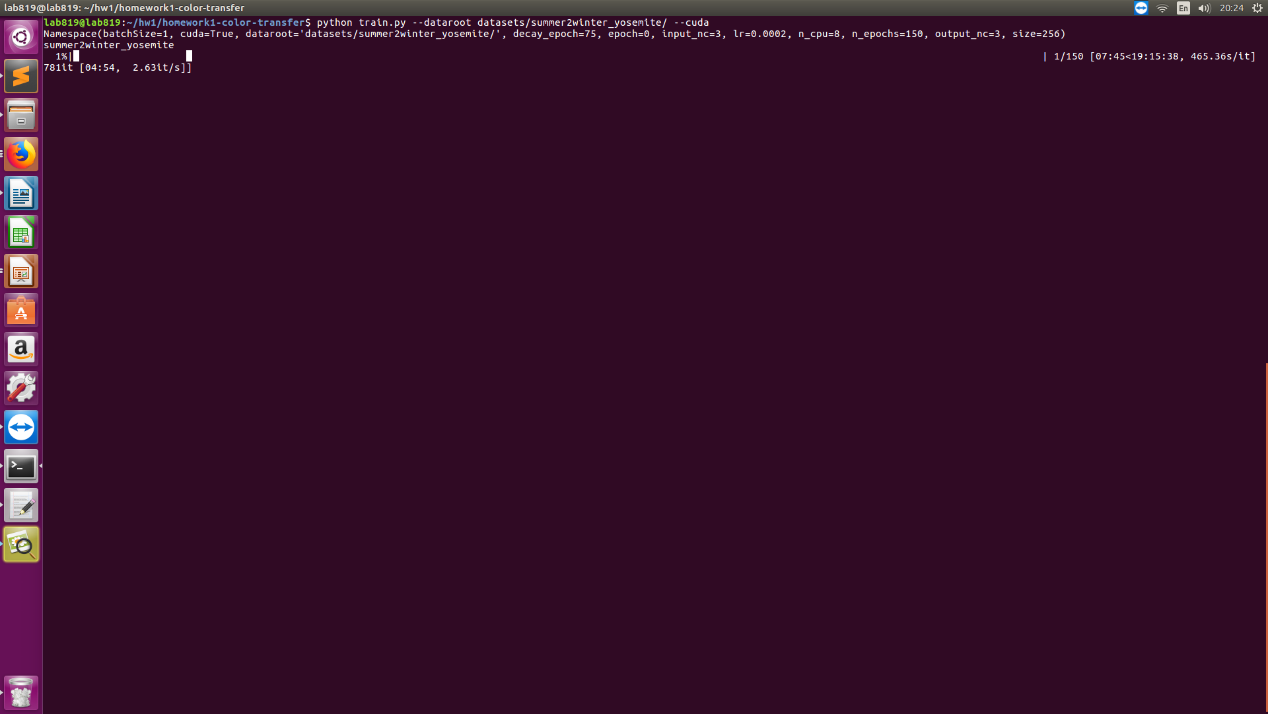 lab819@lab819: ~/hw1/homework1-color-transfer
En
20:24
lab819@lab819:~/hw1/homework1-color-transfer$ python train.py --dataroot datasets/summer2winter_yosemite/ --cuda
Namespace(batchSize=1, cuda=True, dataroot='datasets/summer2winter_yosemite/', decay_epoch=75, epoch=0, input_nc=3, lr=0.0002, n_cpu=8, n_epochs=150, output_nc=3, size=256)
summer2winter_yosemite
1%| | 1/150 [07:45<19:15:38, 465.36s/it]
781it [04:54, 2.63it/s]]